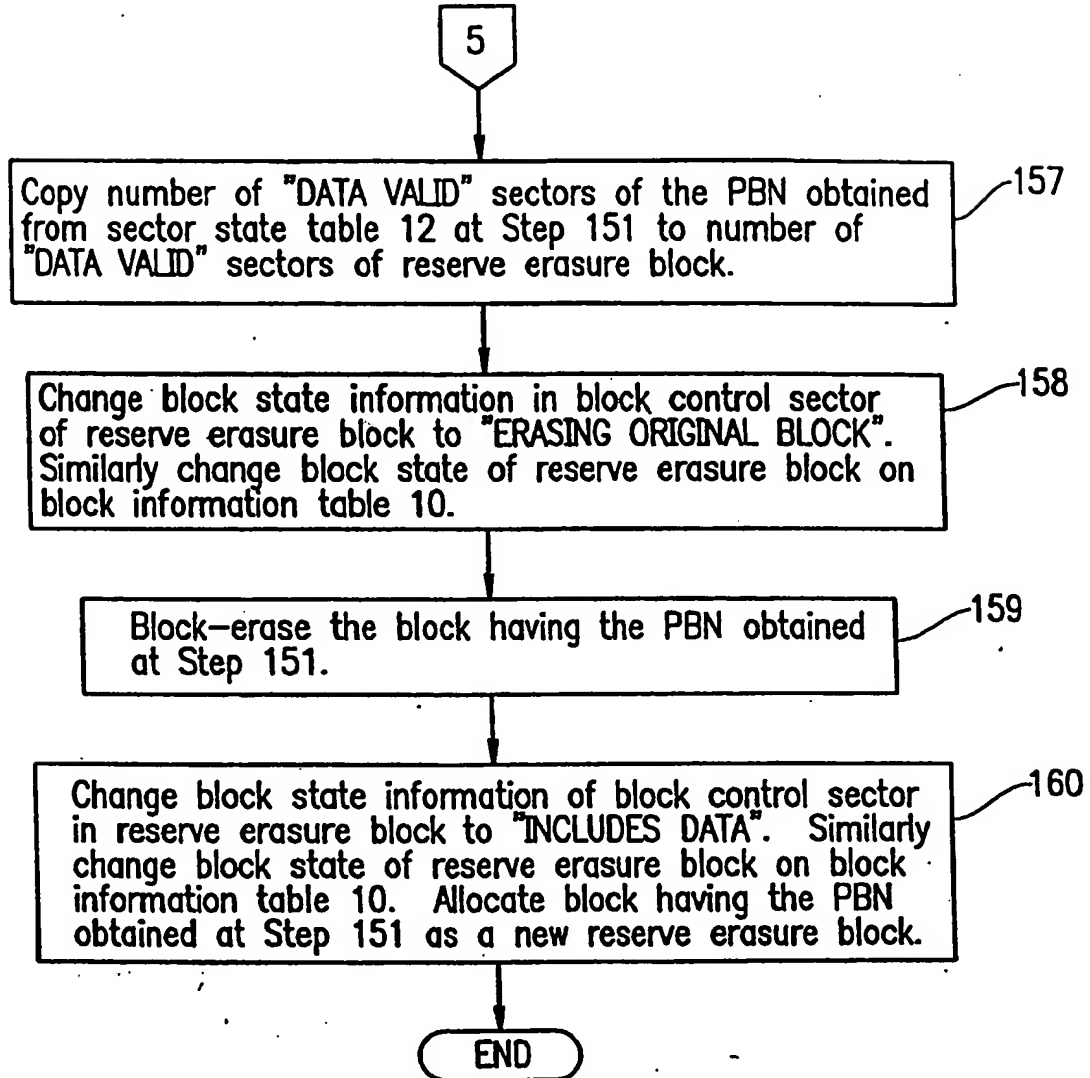 5
Copy number of "DATA VALID" sectors of the PBN obtained
from sector state table 12 at Step 151 to number of
"DATA VALID" sectors of reserve erasure block.
157
Change block state information in block control sector
of reserve erasure block to "ERASING ORIGINAL BLOCK".
Similarly change block state of reserve erasure block on
block information table 10.
158
Block-erase the block having the PBN obtained
at Step 151.
159
Change block state information of block control sector
in reserve erasure block to "INCLUDES DATA". Similarly
change block state of reserve erasure block on block
information table 10. Allocate block having the PBN
obtained at Step 151 as a new reserve erasure block.
160
END